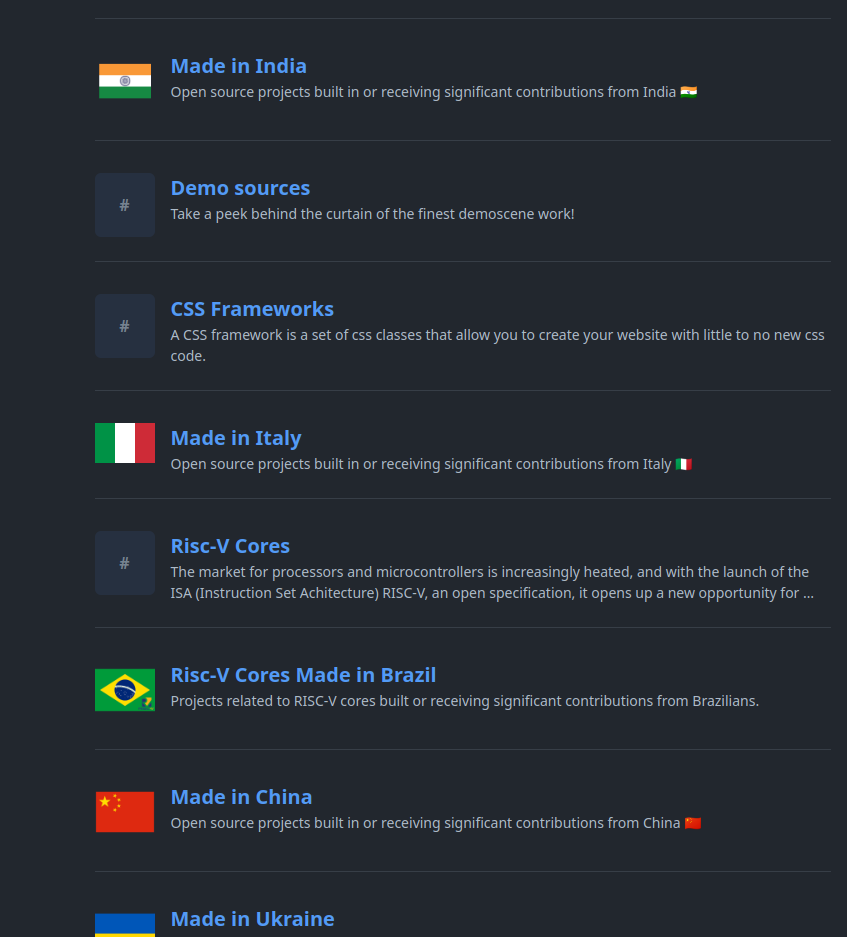 Made in India
Open source projects built in or receiving significant contributions from India 🇮🇳
#
Demo sources
Take a peek behind the curtain of the finest demoscene work!
#
CSS Frameworks
A CSS framework is a set of css classes that allow you to create your website with little to no new css
code.
Made in Italy
Open source projects built in or receiving significant contributions from Italy 🇮🇹
#
Risc-V Cores
The market for processors and microcontrollers is increasingly heated, and with the launch of the
ISA (Instruction Set Achitecture) RISC-V, an open specification, it opens up a new opportunity for ...
Risc-V Cores Made in Brazil
Projects related to RISC-V cores built or receiving significant contributions from Brazilians.
Made in China
Open source projects built in or receiving significant contributions from China 🇨🇳
Made in Ukraine